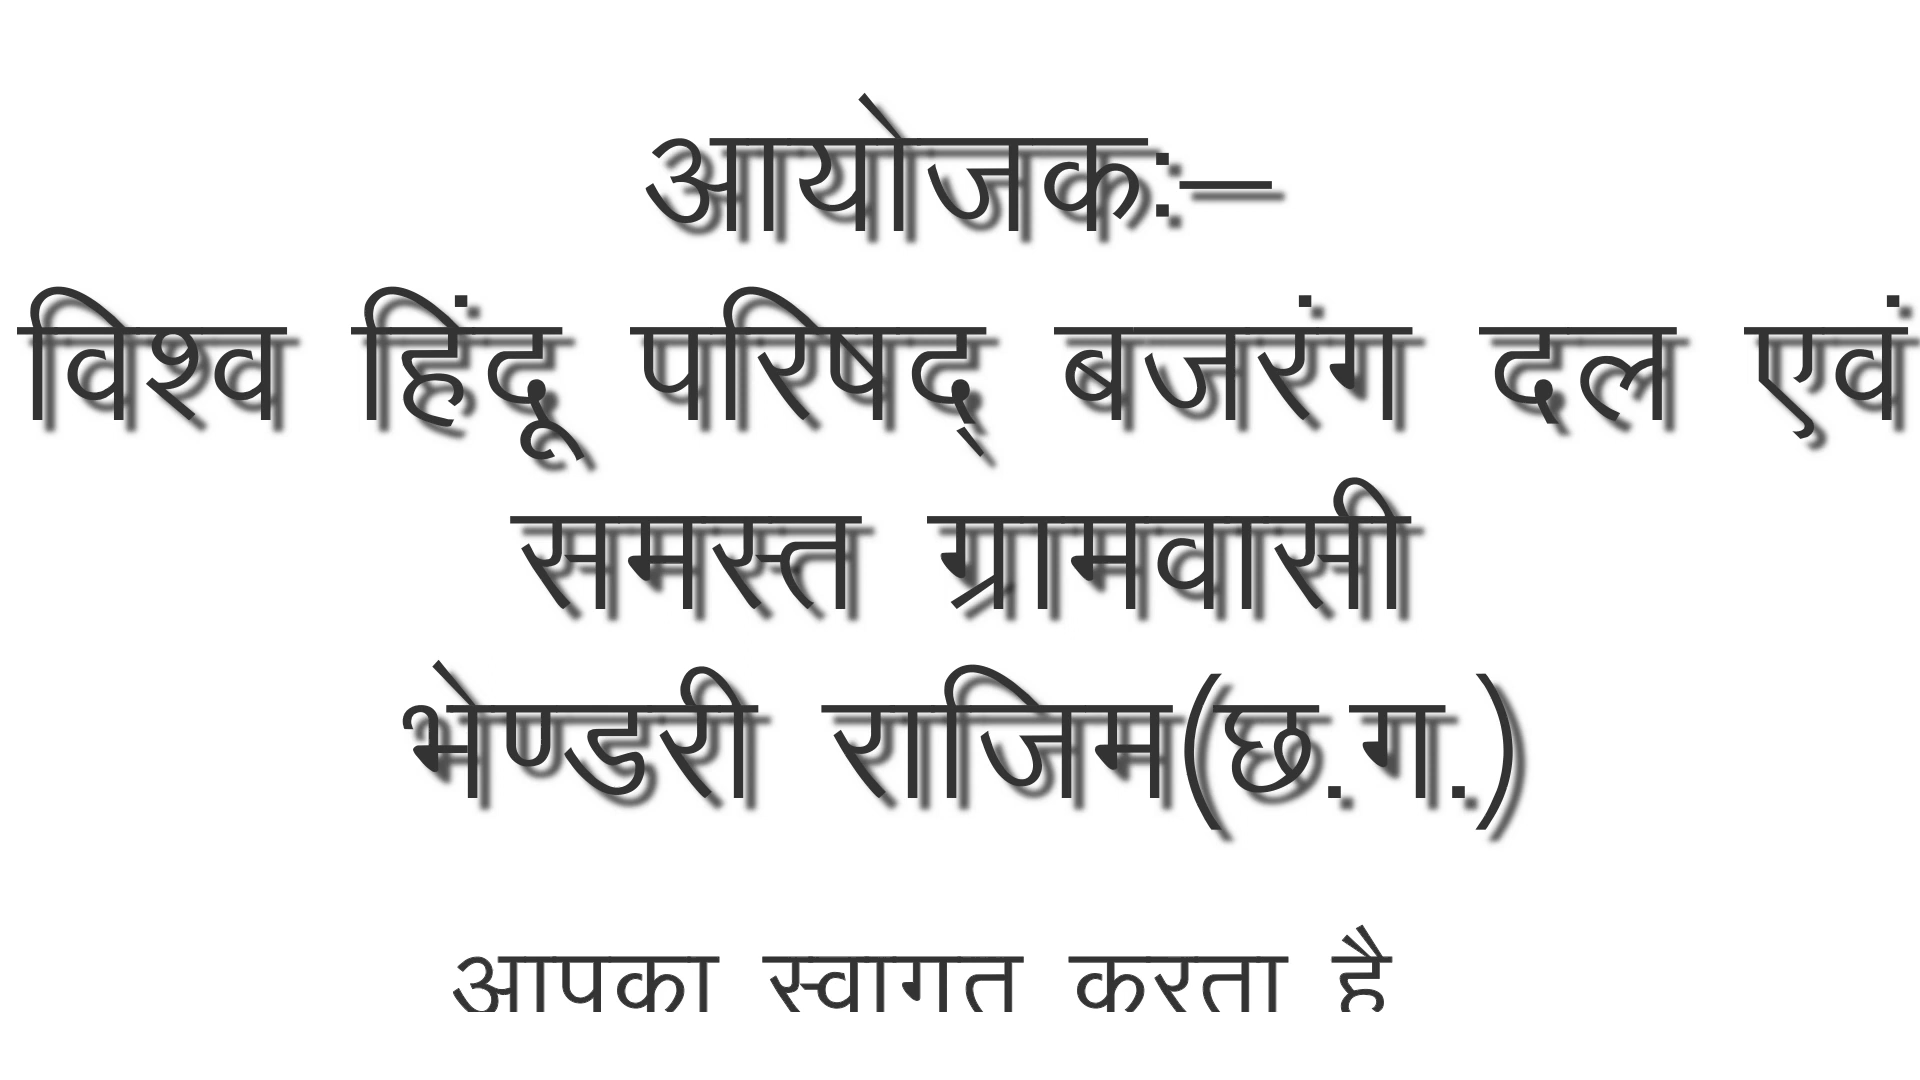 आयोजकः–
विश्व हिंदू परिषद् बजरंग दल एवं
समस्त ग्रामवासी
भेण्डरी राजिम(छ.ग.)
आपका स्वागत करता है